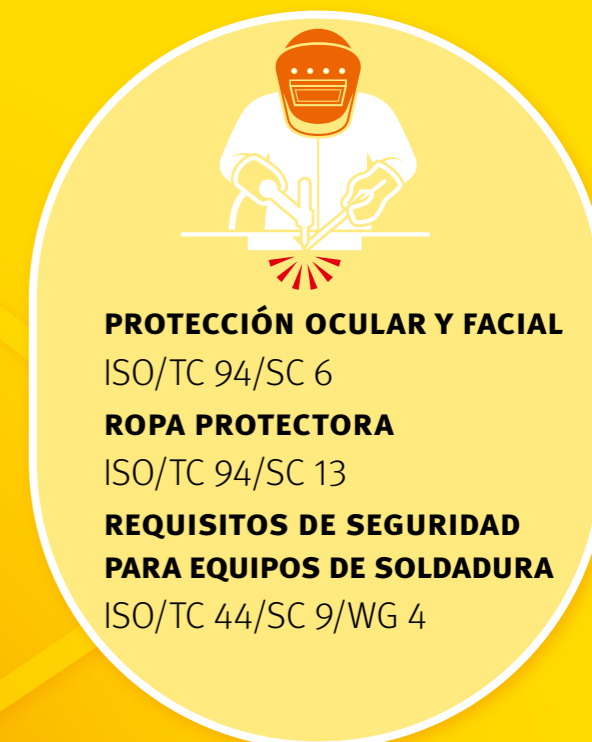 PROTECCIÓN OCULAR Y FACIAL
ISO/TC 94/SC 6
ROPA PROTECTORA
ISO/TC 94/SC 13
REQUISITOS DE SEGURIDAD
PARA EQUIPOS DE SOLDADURA
ISO/TC 44/SC 9/WG 4